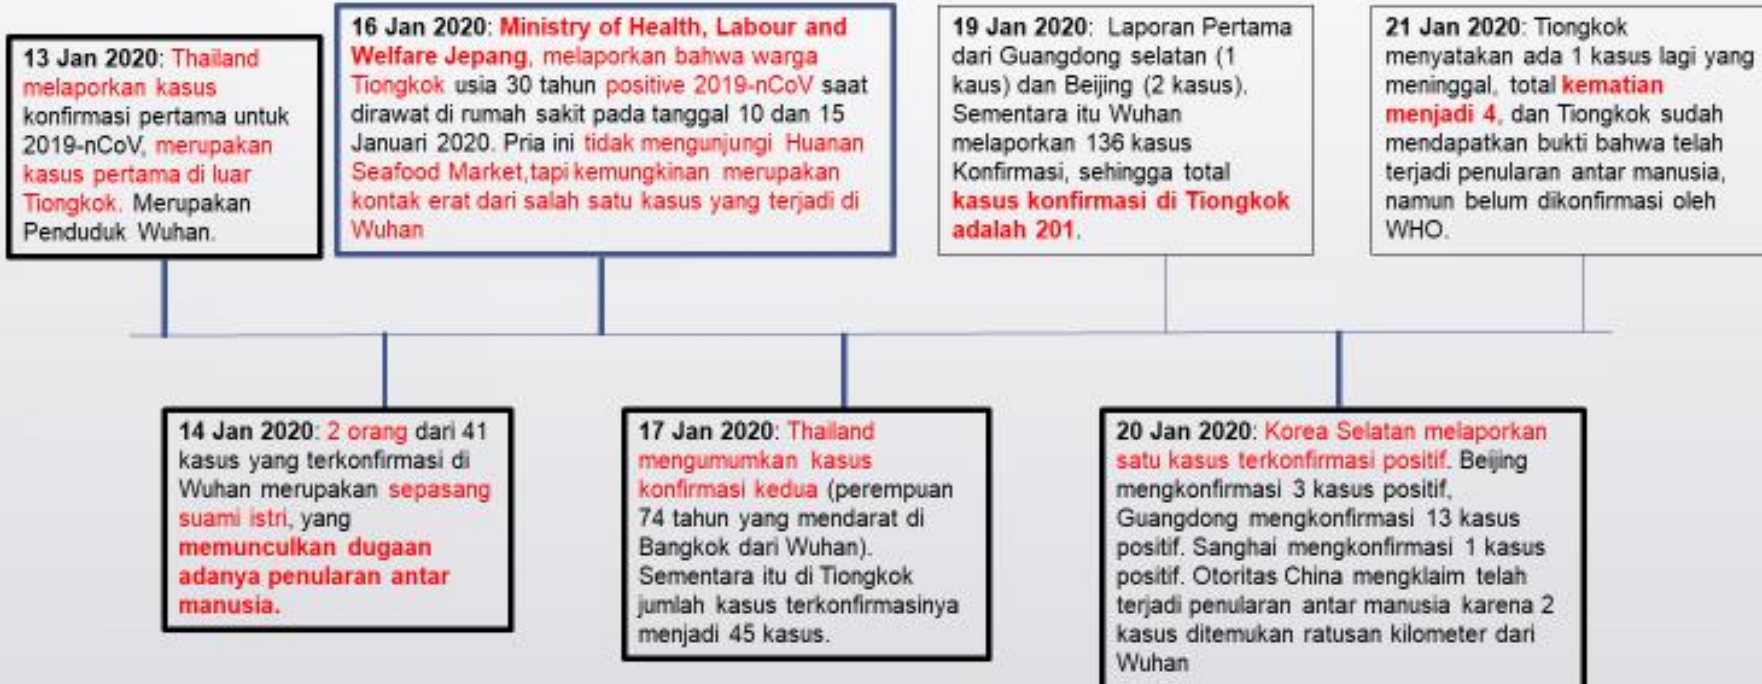 13 Jan 2020: Thailand
melaporkan kasus
konfirmasi pertama untuk
2019-nCoV, merupakan
kasus pertama di luar
Tiongkok. Merupakan
Penduduk Wuhan.
16 Jan 2020: Ministry of Health, Labour and
Welfare Jepang, melaporkan bahwa warga
Tiongkok usia 30 tahun positive 2019-nCoV saat
dirawat di rumah sakit pada tanggal 10 dan 15
Januari 2020. Pria ini tidak mengunjungi Huanan
Seafood Market,tapi kemungkinan merupakan
kontak erat dari salah satu kasus yang terjadi di
Wuhan
19 Jan 2020: Laporan Pertama
dari Guangdong selatan (1
kaus) dan Beijing (2 kasus).
Sementara itu Wuhan
melaporkan 136 kasus
Konfirmasi, sehingga total
kasus konfirmasi di Tiongkok
adalah 201.
21 Jan 2020: Tiongkok
menyatakan ada 1 kasus lagi yang
meninggal, total kematian
menjadi 4, dan Tiongkok sudah
mendapatkan bukti bahwa telah
terjadi penularan antar manusia,
namun belum dikonfirmasi oleh
WHO.
14 Jan 2020: 2 orang dari 41
kasus yang terkonfirmasi di
Wuhan merupakan sepasang
suami istri, yang
memunculkan dugaan
adanya penularan antar
manusia.
17 Jan 2020: Thailand
mengumumkan kasus
konfirmasi kedua (perempuan
74 tahun yang mendarat di
Bangkok dari Wuhan).
Sementara itu di Tiongkok
jumlah kasus terkonfirmasinya
menjadi 45 kasus.
20 Jan 2020: Korea Selatan melaporkan
satu kasus terkonfirmasi positif. Beijing
mengkonfirmasi 3 kasus positif,
Guangdong mengkonfirmasi 13 kasus
positif. Sanghai mengkonfirmasi 1 kasus
positif. Otoritas China mengklaim telah
terjadi penularan antar manusia karena 2
kasus ditemukan ratusan kilometer dari
Wuhan